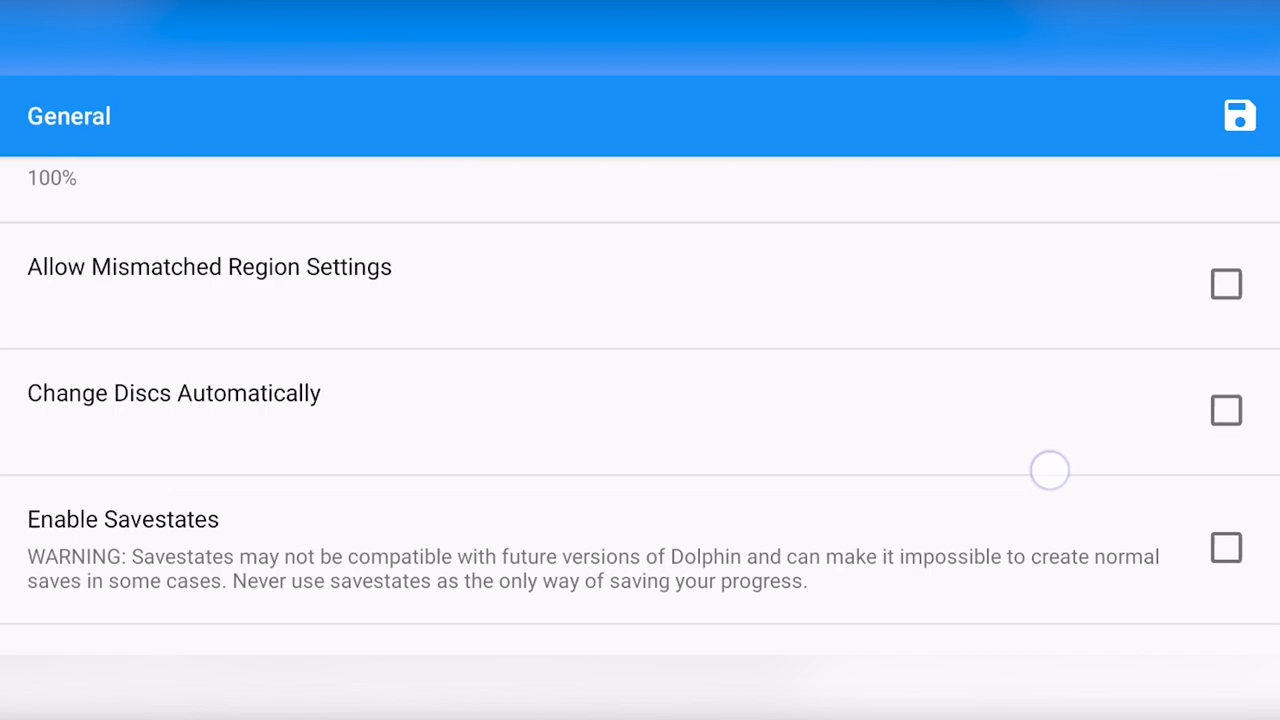 General
100%
Allow Mismatched Region Settings
Change Discs Automatically
Enable Savestates
WARNING: Savestates may not be compatible with future versions of Dolphin and can make it impossible to create normal
saves in some cases. Never use savestates as the only way of saving your progress.